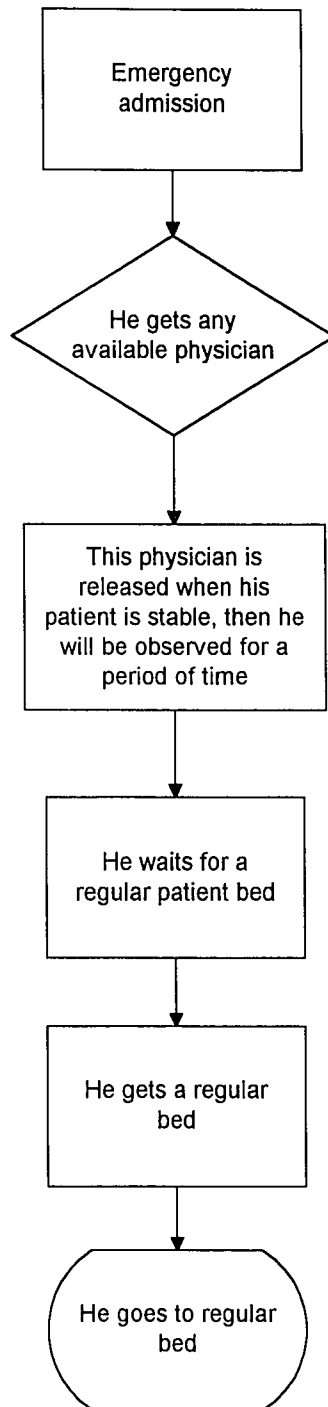 Emergency
admission
He gets any
available physician
This physician is
released when his
patient is stable, then he
will be observed for a
period of time
He waits for a
regular patient bed
He gets a regular
bed
He goes to regular
bed